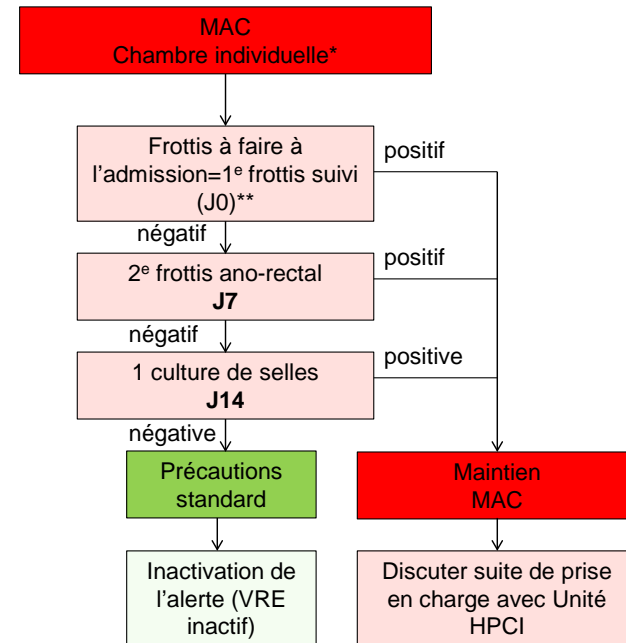 MAC
Chambre individuelle*
Frottis à faire à
l'admission=1e frottis suivi
(J0)**
positif
négatif
2e frottis ano-rectal
J7
positif
négatif
1 culture de selles
J14
positive
négative
Précautions
standard
Maintien
MAC
Inactivation de
l'alerte (VRE
inactif)
Discuter suite de prise
en charge avec Unité
HPCI